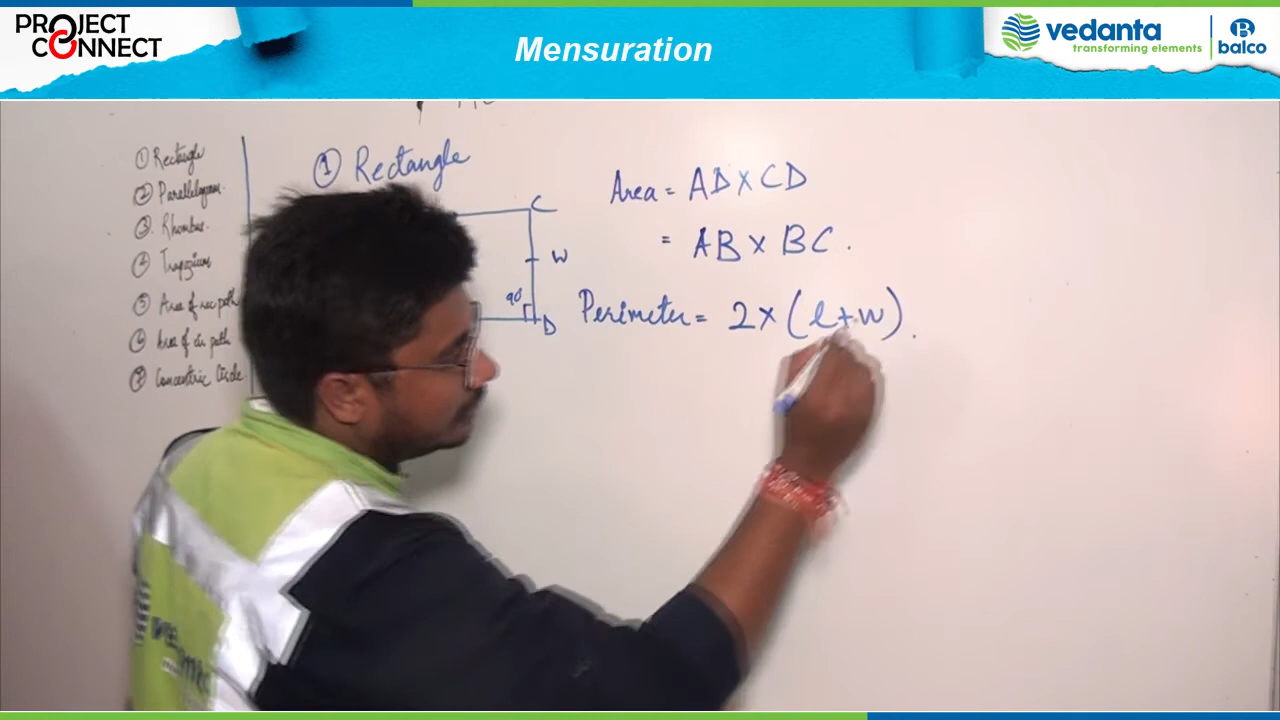 PROJECT
CONNECT
Mensuration
vedanta
transforming elements
balco
① Rectangle
② Parallelogram.
③ Rhombus.
④ Trapezium
⑤ Area of rec path
⑥ Area of cir path
⑦ Concentric Circle
① Rectangle
C
W
90°
D
Area = AD × CD
= AB × BC.
Perimeter = 2 × (l + w).